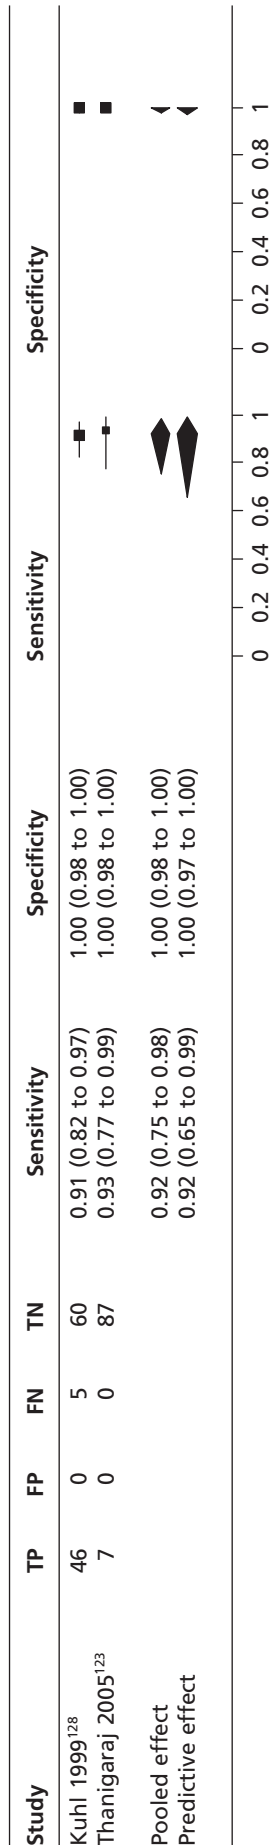 Study TP FP FN TN Sensitivity Specificity Sensitivity Specificity
Kuhl 1999¹²⁸ 46 0 5 60 0.91 (0.82 to 0.97) 1.00 (0.98 to 1.00)
Thanigaraj 2005¹²³ 7 0 0 87 0.93 (0.77 to 0.99) 1.00 (0.98 to 1.00)
Pooled effect 0.92 (0.75 to 0.98) 1.00 (0.98 to 1.00)
Predictive effect 0.92 (0.65 to 0.99) 1.00 (0.97 to 1.00)
0 0.2 0.4 0.6 0.8 1 0 0.2 0.4 0.6 0.8 1